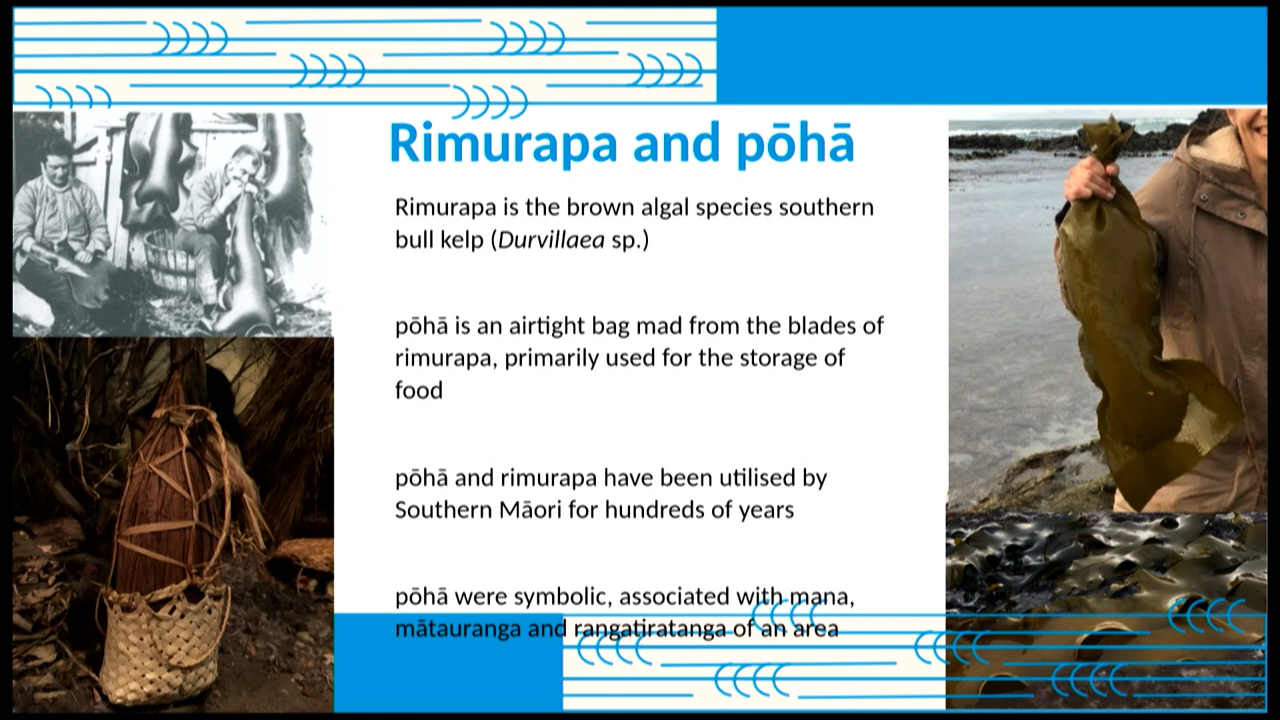 Rimurapa and pōhā
Rimurapa is the brown algal species southern
bull kelp (Durvillaea sp.)
pōhā is an airtight bag mad from the blades of
rimurapa, primarily used for the storage of
food
pōhā and rimurapa have been utilised by
Southern Māori for hundreds of years
pōhā were symbolic, associated with mana,
mātauranga and rangatiratanga of an area